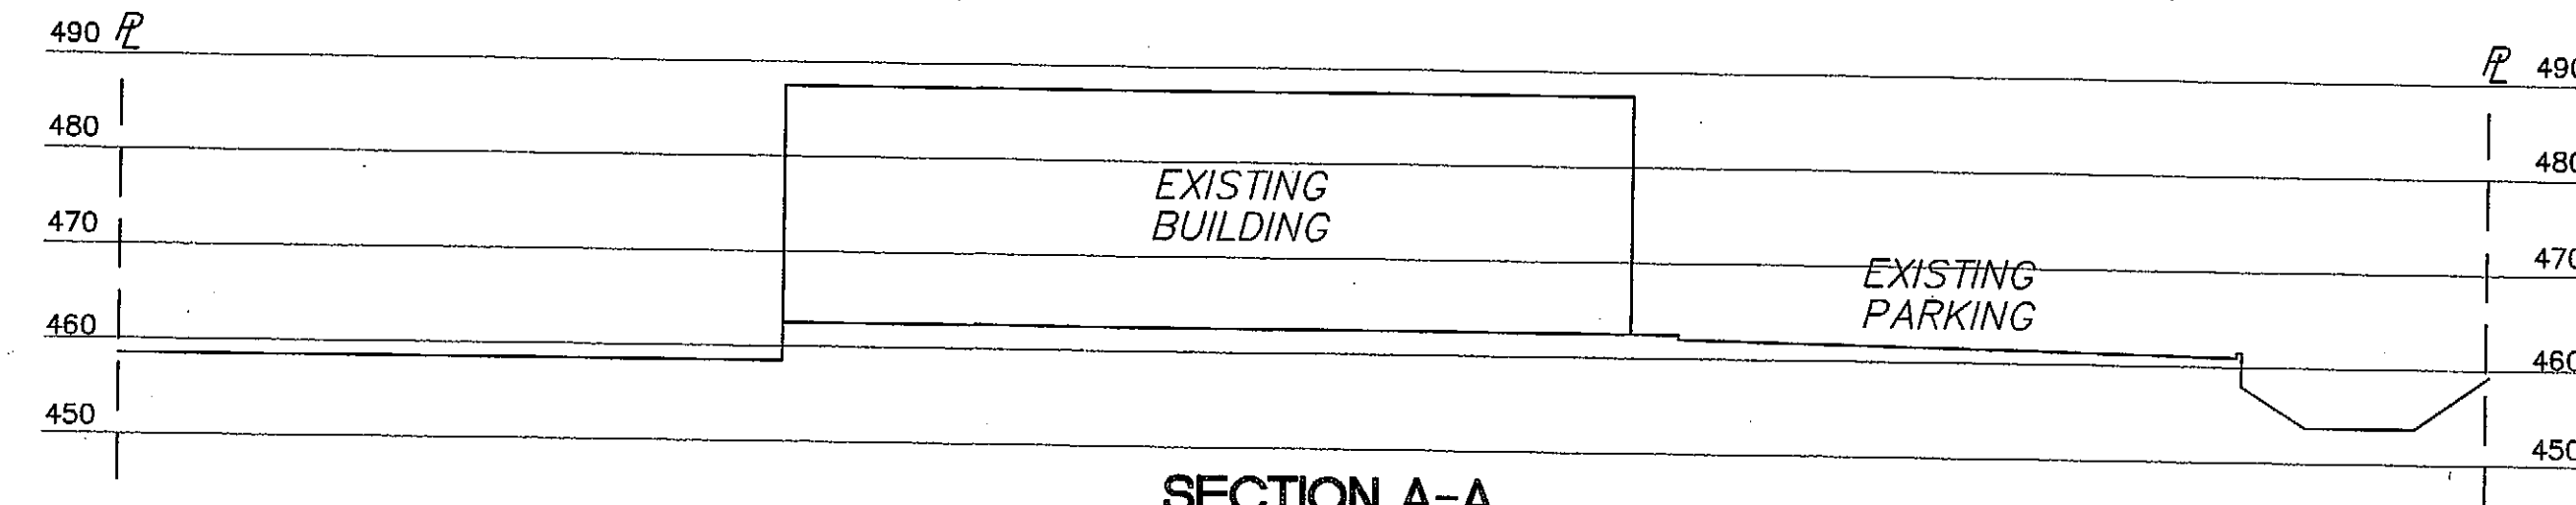 490 PL
PL 490
480
480
EXISTING
BUILDING
470
470
EXISTING
PARKING
460
460
450
450
SECTION A-A